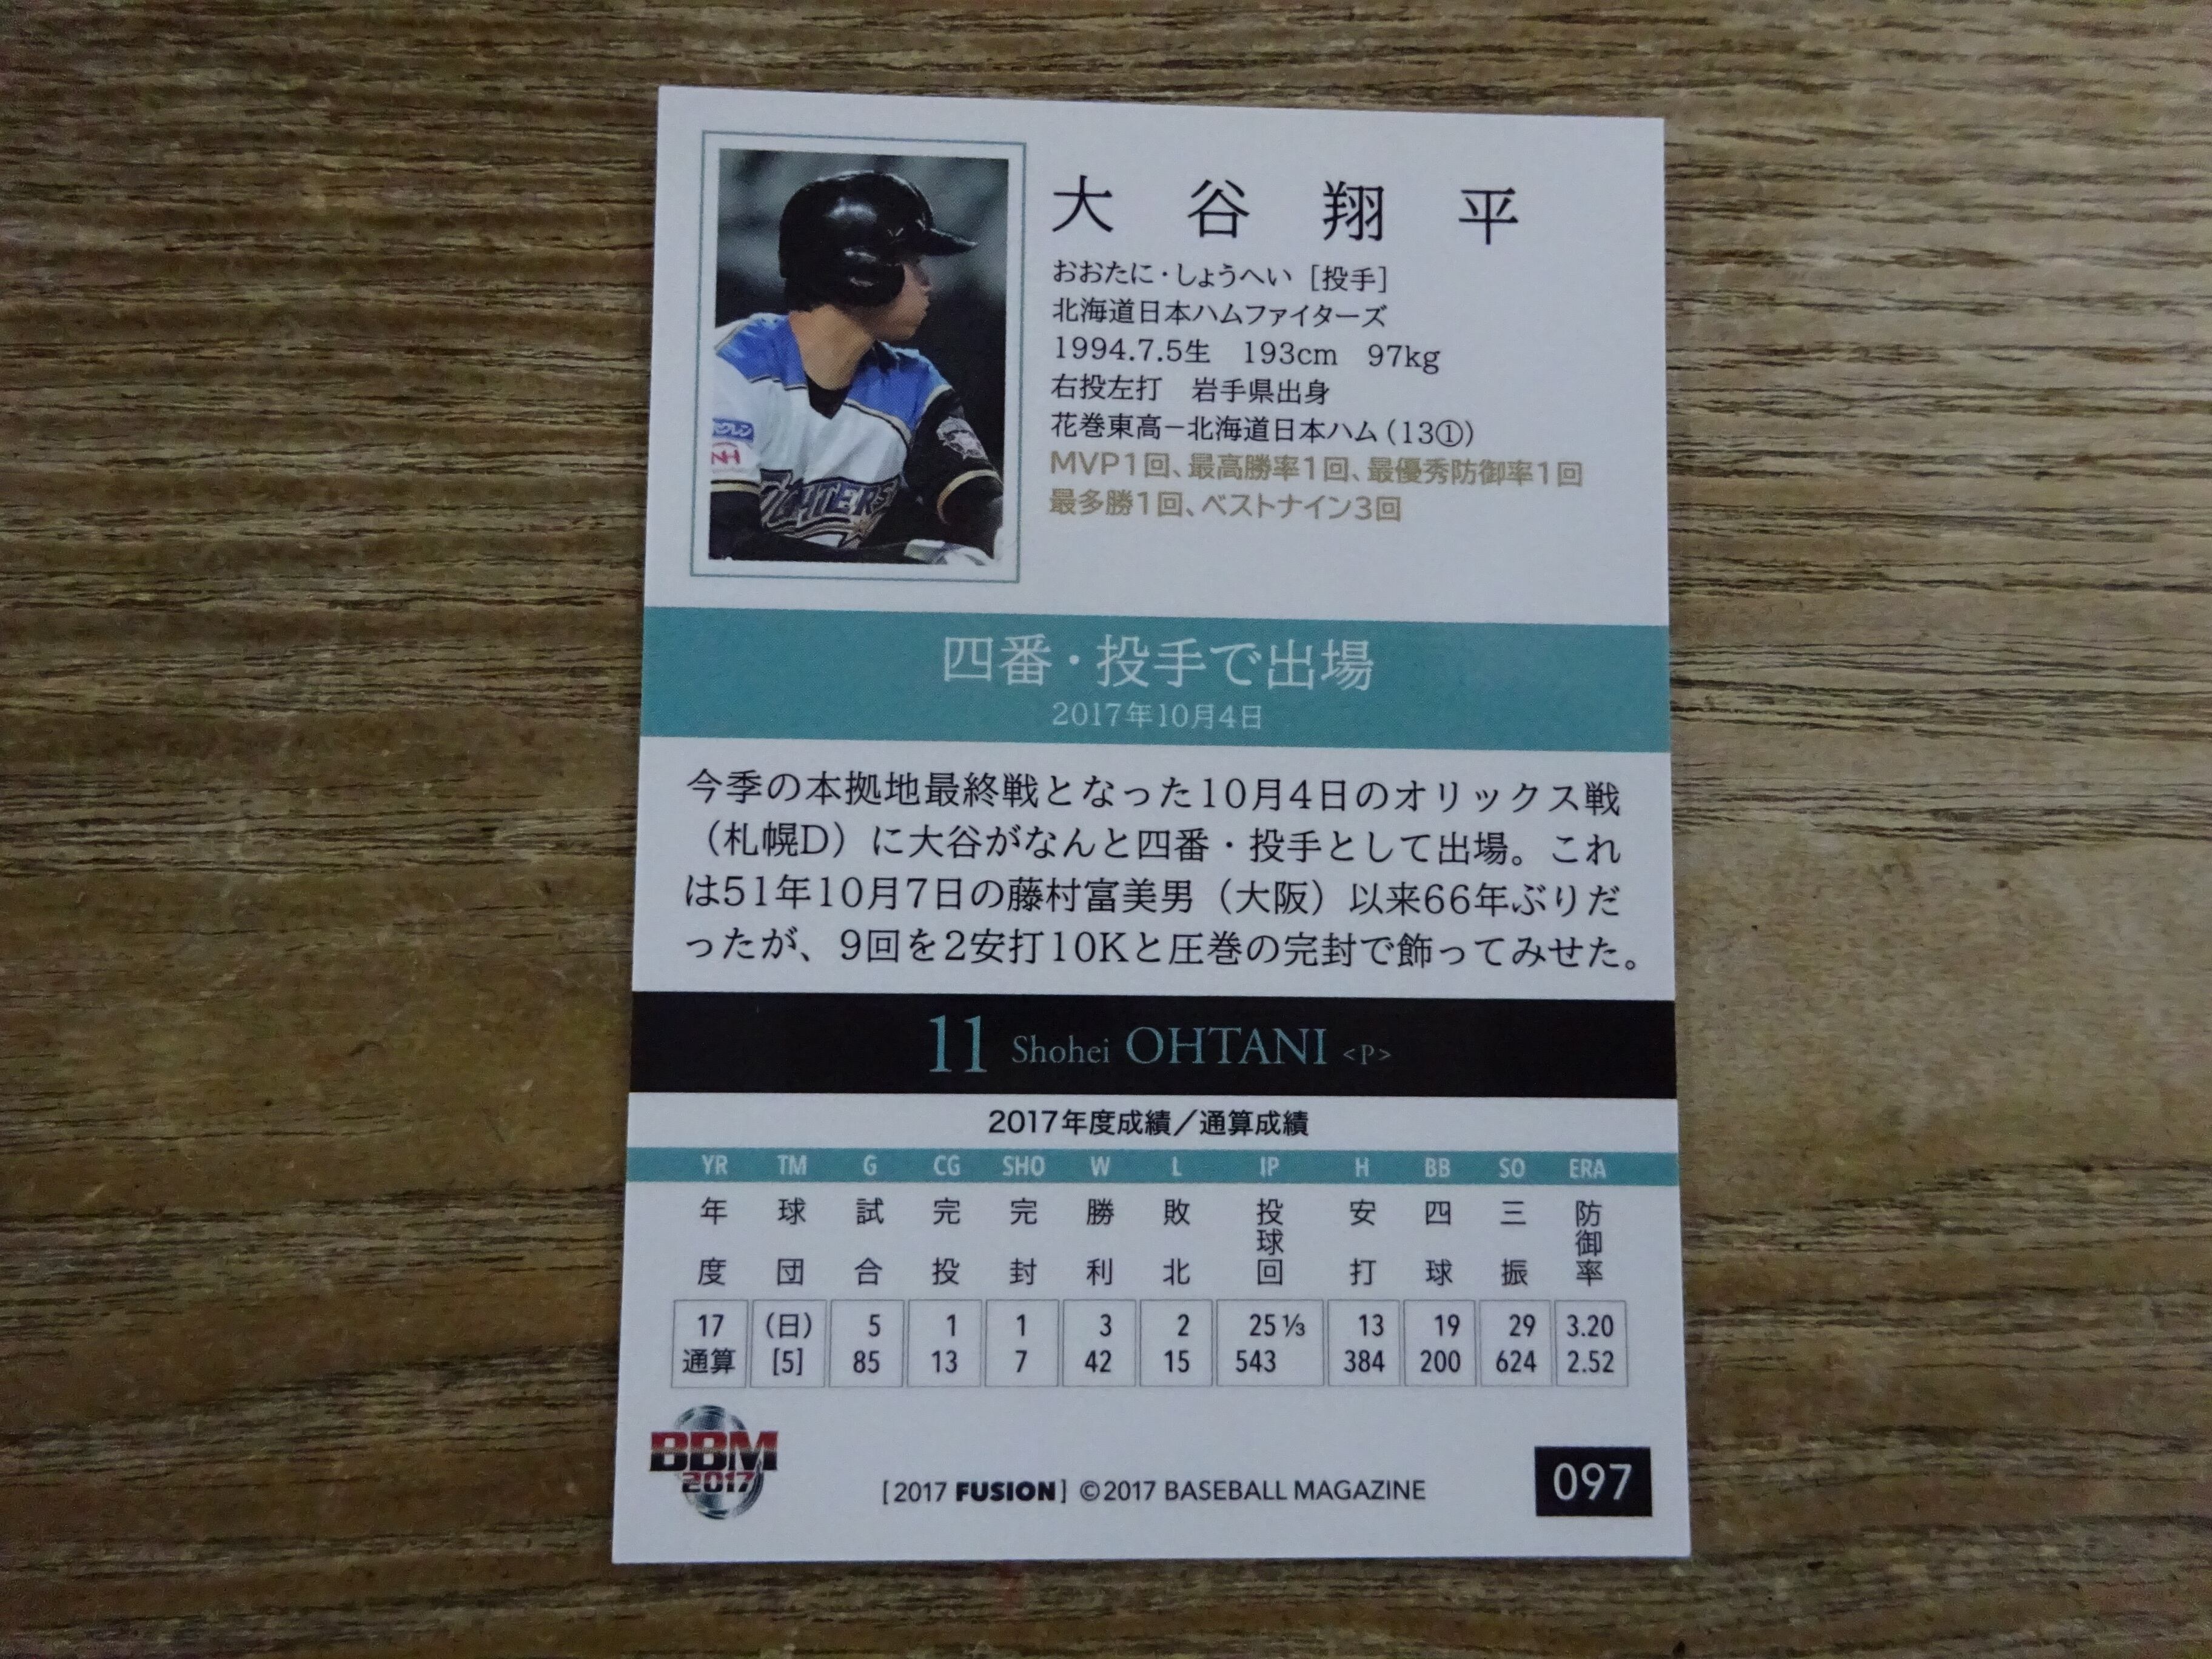 大谷翔平
おおたに・しょうへい［投手］
北海道日本ハムファイターズ
1994.7.5生　193cm　97kg
右投左打　岩手県出身
花巻東高－北海道日本ハム（13①）
MVP1回、最高勝率1回、最優秀防御率1回
最多勝1回、ベストナイン3回
FIGHTERS
四番・投手で出場
2017年10月4日
今季の本拠地最終戦となった10月4日のオリックス戦
（札幌D）に大谷がなんと四番・投手として出場。これ
は51年10月7日の藤村富美男（大阪）以来66年ぶりだ
ったが、9回を2安打10Kと圧巻の完封で飾ってみせた。
11 Shohei OHTANI <P>
2017年度成績／通算成績
YR TM G CG SHO W L IP H BB SO ERA
年度 球団 試合 完投 完封 勝利 敗北 投球回 安打 四球 三振 防御率
17 （日） 5 1 1 3 2 25 ⅓ 13 19 29 3.20
通算 [5] 85 13 7 42 15 543 384 200 624 2.52
BBM
2017
[2017 FUSION] ©2017 BASEBALL MAGAZINE
097